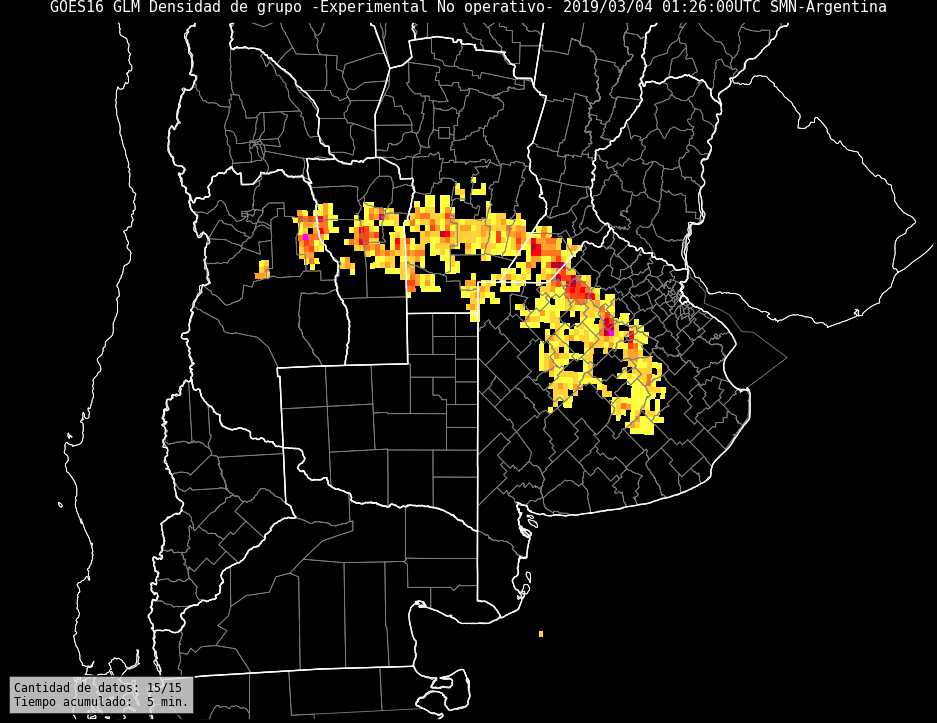 GOES16 GLM Densidad de grupo -Experimental No operativo- 2019/03/04 01:26:00UTC SMN-Argentina
Cantidad de datos: 15/15
Tiempo acumulado:  5 min.